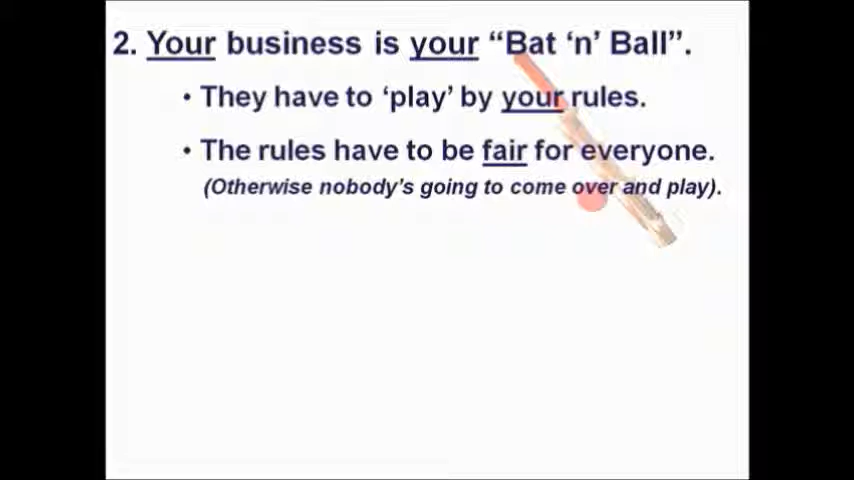 2. Your business is your “Bat ‘n’ Ball”.
• They have to ‘play’ by your rules.
• The rules have to be fair for everyone.
(Otherwise nobody’s going to come over and play).